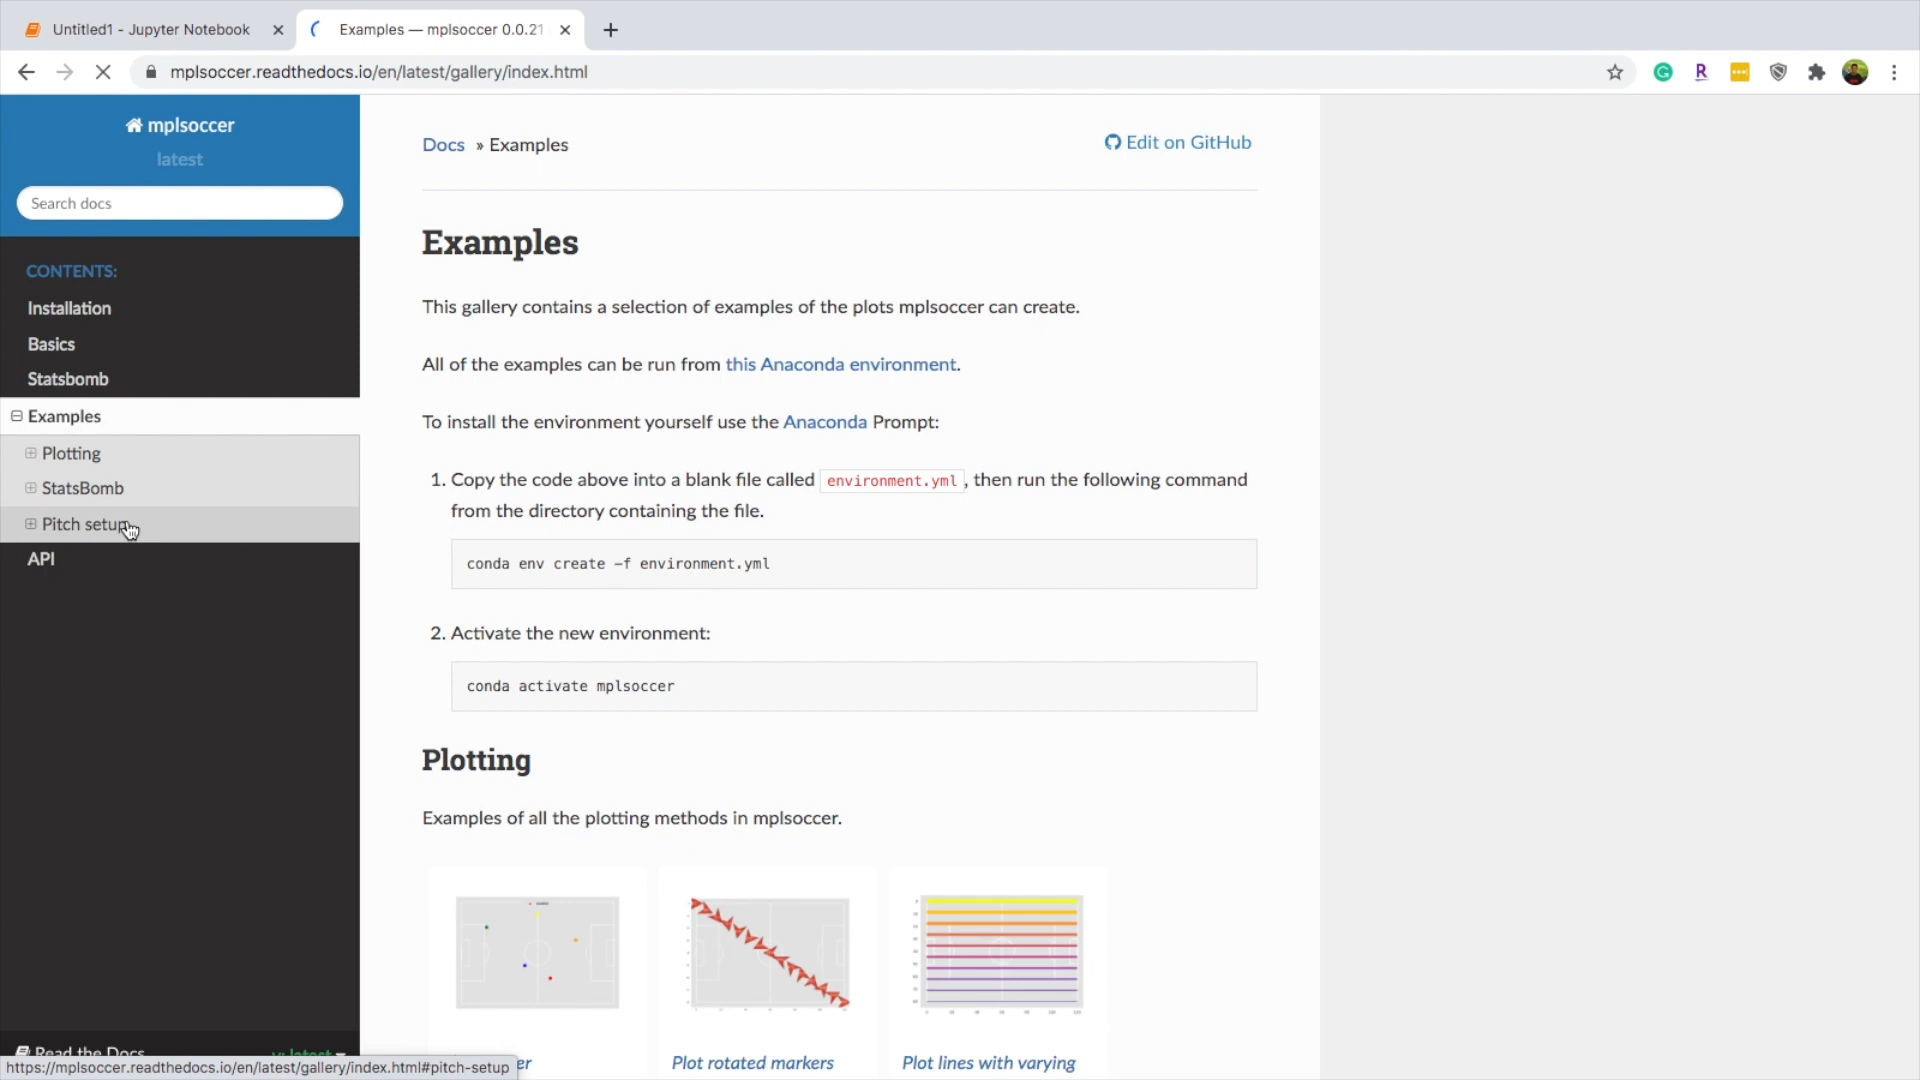 Untitled1 - Jupyter Notebook
Examples — mplsoccer 0.0.21
mplsoccer.readthedocs.io/en/latest/gallery/index.html
mplsoccer
latest
Search docs
CONTENTS:
Installation
Basics
Statsbomb
Examples
Plotting
StatsBomb
Pitch setup
API
Read the Docs
v: latest
https://mplsoccer.readthedocs.io/en/latest/gallery/index.html#pitch-setup
Docs » Examples
Edit on GitHub
Examples
This gallery contains a selection of examples of the plots mplsoccer can create.
All of the examples can be run from this Anaconda environment.
To install the environment yourself use the Anaconda Prompt:
1. Copy the code above into a blank file called environment.yml, then run the following command
from the directory containing the file.
conda env create -f environment.yml
2. Activate the new environment:
conda activate mplsoccer
Plotting
Examples of all the plotting methods in mplsoccer.
Plot rotated markers
Plot lines with varying